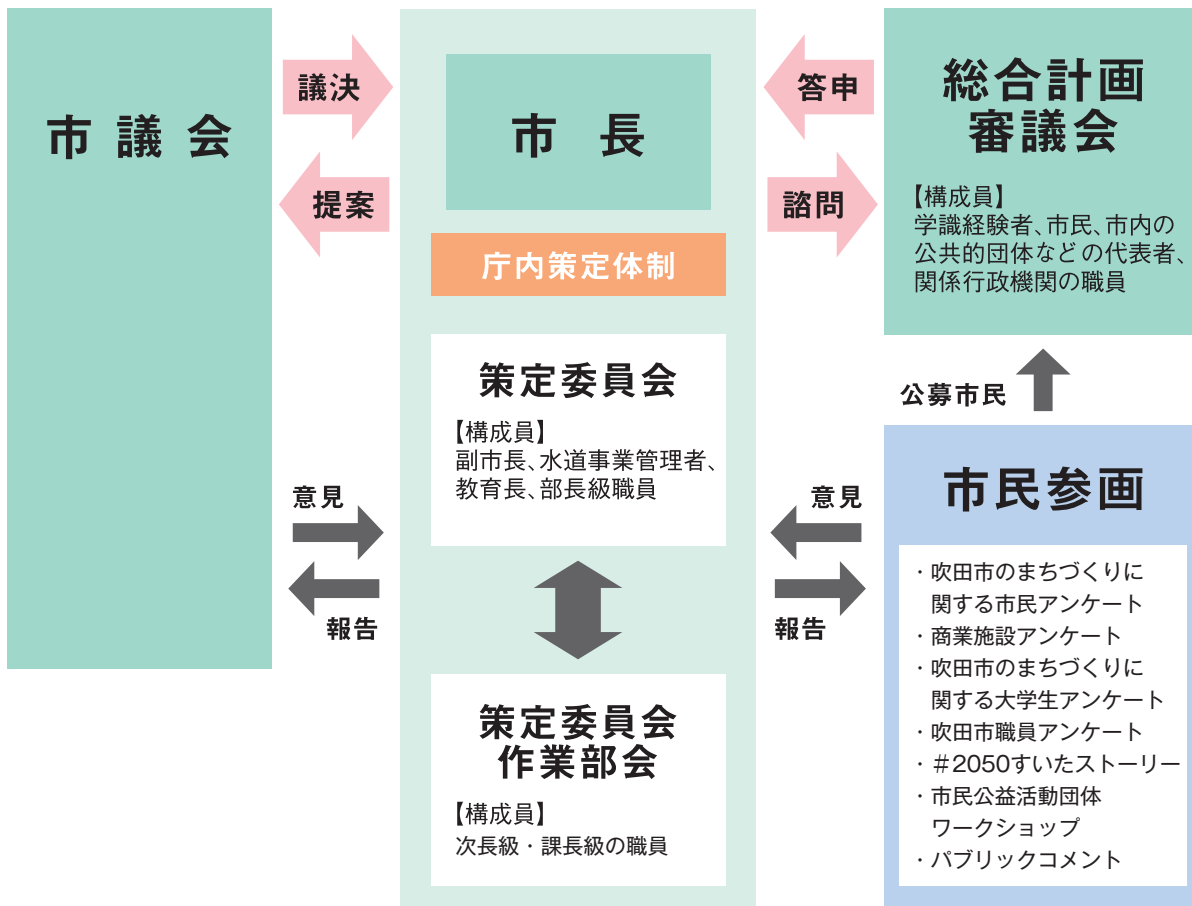 市議会
議決
提案
意見
報告
市長
庁内策定体制
策定委員会
【構成員】
副市長、水道事業管理者、
教育長、部長級職員
策定委員会
作業部会
【構成員】
次長級・課長級の職員
答申
諮問
意見
報告
総合計画
審議会
【構成員】
学識経験者、市民、市内の
公共的団体などの代表者、
関係行政機関の職員
公募市民
市民参画
・吹田市のまちづくりに
関する市民アンケート
・商業施設アンケート
・吹田市のまちづくりに
関する大学生アンケート
・吹田市職員アンケート
・＃2050すいたストーリー
・市民公益活動団体
ワークショップ
・パブリックコメント